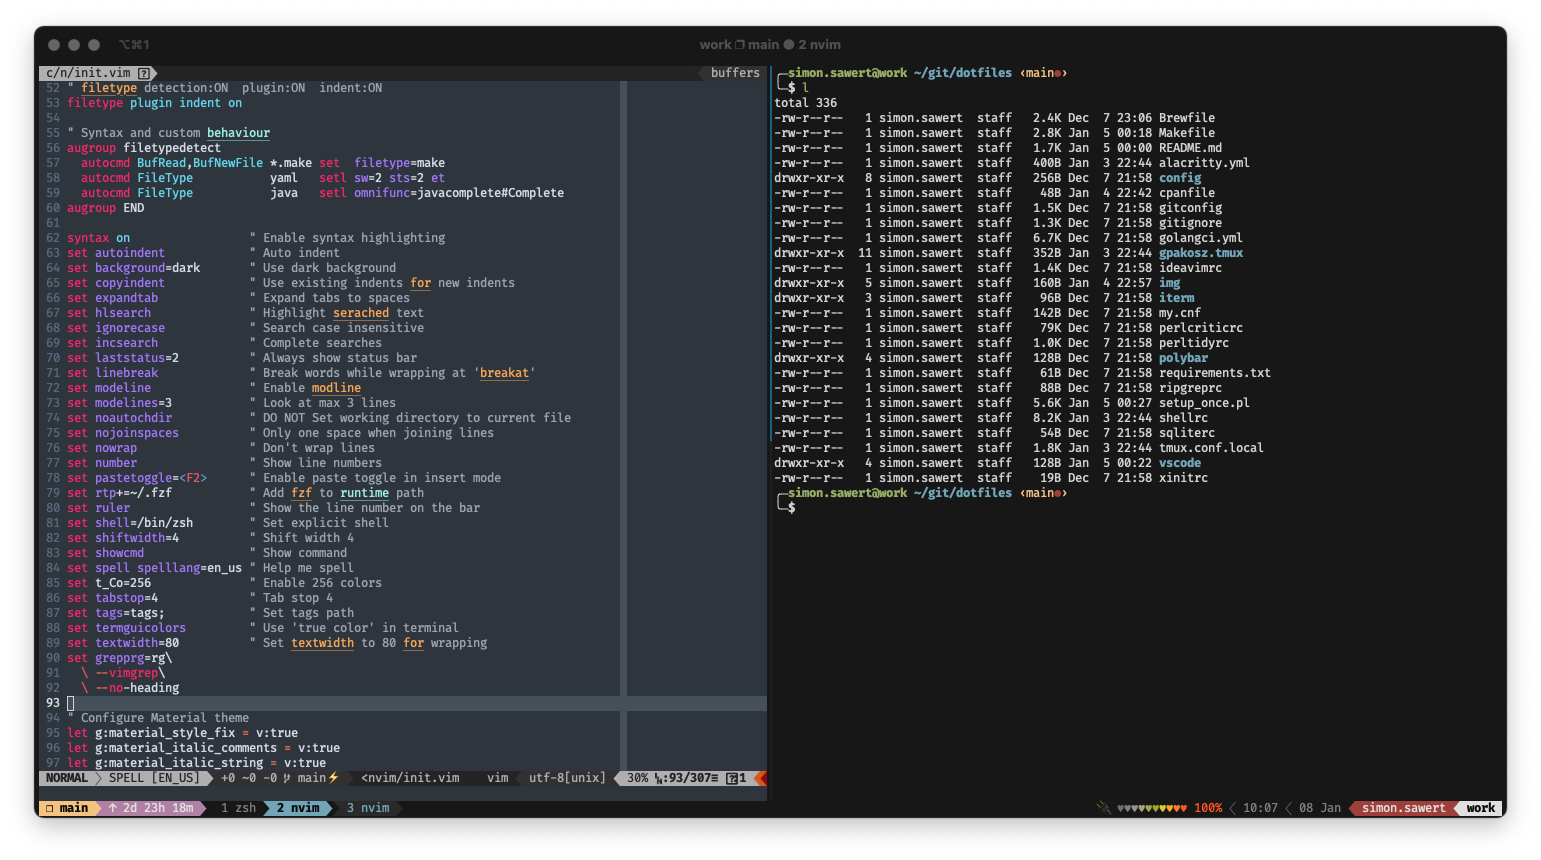 ⌥⌘1
work ❐ main ● 2 nvim
c/n/init.vim
buffers
52 " filetype detection:ON  plugin:ON  indent:ON
53 filetype plugin indent on
54
55 " Syntax and custom behaviour
56 augroup filetypedetect
57   autocmd BufRead,BufNewFile *.make set  filetype=make
58   autocmd FileType           yaml   setl sw=2 sts=2 et
59   autocmd FileType           java   setl omnifunc=javacomplete#Complete
60 augroup END
61
62 syntax on                 " Enable syntax highlighting
63 set autoindent            " Auto indent
64 set background=dark       " Use dark background
65 set copyindent            " Use existing indents for new indents
66 set expandtab             " Expand tabs to spaces
67 set hlsearch              " Highlight serached text
68 set ignorecase            " Search case insensitive
69 set incsearch             " Complete searches
70 set laststatus=2          " Always show status bar
71 set linebreak             " Break words while wrapping at 'breakat'
72 set modeline              " Enable modline
73 set modelines=3           " Look at max 3 lines
74 set noautochdir           " DO NOT Set working directory to current file
75 set nojoinspaces          " Only one space when joining lines
76 set nowrap                " Don't wrap lines
77 set number                " Show line numbers
78 set pastetoggle=<F2>      " Enable paste toggle in insert mode
79 set rtp+=~/.fzf           " Add fzf to runtime path
80 set ruler                 " Show the line number on the bar
81 set shell=/bin/zsh        " Set explicit shell
82 set shiftwidth=4          " Shift width 4
83 set showcmd               " Show command
84 set spell spelllang=en_us " Help me spell
85 set t_Co=256              " Enable 256 colors
86 set tabstop=4             " Tab stop 4
87 set tags=tags;            " Set tags path
88 set termguicolors         " Use 'true color' in terminal
89 set textwidth=80          " Set textwidth to 80 for wrapping
90 set grepprg=rg\
91   \ --vimgrep\
92   \ --no-heading
93
94 " Configure Material theme
95 let g:material_style_fix = v:true
96 let g:material_italic_comments = v:true
97 let g:material_italic_string = v:true
NORMAL  SPELL [EN_US]  +0 ~0 -0  main⚡  <nvim/init.vim  vim  utf-8[unix]  30% :93/307≡ 1
simon.sawert@work ~/git/dotfiles ‹main●›
$ l
total 336
-rw-r--r--   1 simon.sawert  staff   2.4K Dec  7 23:06 Brewfile
-rw-r--r--   1 simon.sawert  staff   2.8K Jan  5 00:18 Makefile
-rw-r--r--   1 simon.sawert  staff   1.7K Jan  5 00:00 README.md
-rw-r--r--   1 simon.sawert  staff   400B Jan  3 22:44 alacritty.yml
drwxr-xr-x   8 simon.sawert  staff   256B Dec  7 21:58 config
-rw-r--r--   1 simon.sawert  staff    48B Jan  4 22:42 cpanfile
-rw-r--r--   1 simon.sawert  staff   1.5K Dec  7 21:58 gitconfig
-rw-r--r--   1 simon.sawert  staff   1.3K Dec  7 21:58 gitignore
-rw-r--r--   1 simon.sawert  staff   6.7K Dec  7 21:58 golangci.yml
drwxr-xr-x  11 simon.sawert  staff   352B Jan  3 22:44 gpakosz.tmux
-rw-r--r--   1 simon.sawert  staff   1.4K Dec  7 21:58 ideavimrc
drwxr-xr-x   5 simon.sawert  staff   160B Jan  4 22:57 img
drwxr-xr-x   3 simon.sawert  staff    96B Dec  7 21:58 iterm
-rw-r--r--   1 simon.sawert  staff   142B Dec  7 21:58 my.cnf
-rw-r--r--   1 simon.sawert  staff    79K Dec  7 21:58 perlcriticrc
-rw-r--r--   1 simon.sawert  staff   1.0K Dec  7 21:58 perltidyrc
drwxr-xr-x   4 simon.sawert  staff   128B Dec  7 21:58 polybar
-rw-r--r--   1 simon.sawert  staff    61B Dec  7 21:58 requirements.txt
-rw-r--r--   1 simon.sawert  staff    88B Dec  7 21:58 ripgreprc
-rw-r--r--   1 simon.sawert  staff   5.6K Jan  5 00:27 setup_once.pl
-rw-r--r--   1 simon.sawert  staff   8.2K Jan  3 22:44 shellrc
-rw-r--r--   1 simon.sawert  staff    54B Dec  7 21:58 sqliterc
-rw-r--r--   1 simon.sawert  staff   1.8K Jan  3 22:44 tmux.conf.local
drwxr-xr-x   4 simon.sawert  staff   128B Jan  5 00:22 vscode
-rw-r--r--   1 simon.sawert  staff    19B Dec  7 21:58 xinitrc
simon.sawert@work ~/git/dotfiles ‹main●›
$
❐ main  ↑ 2d 23h 18m  1 zsh  2 nvim  3 nvim  ♥♥♥♥♥♥♥♥♥♥ 100%  10:07  08 Jan  simon.sawert  work